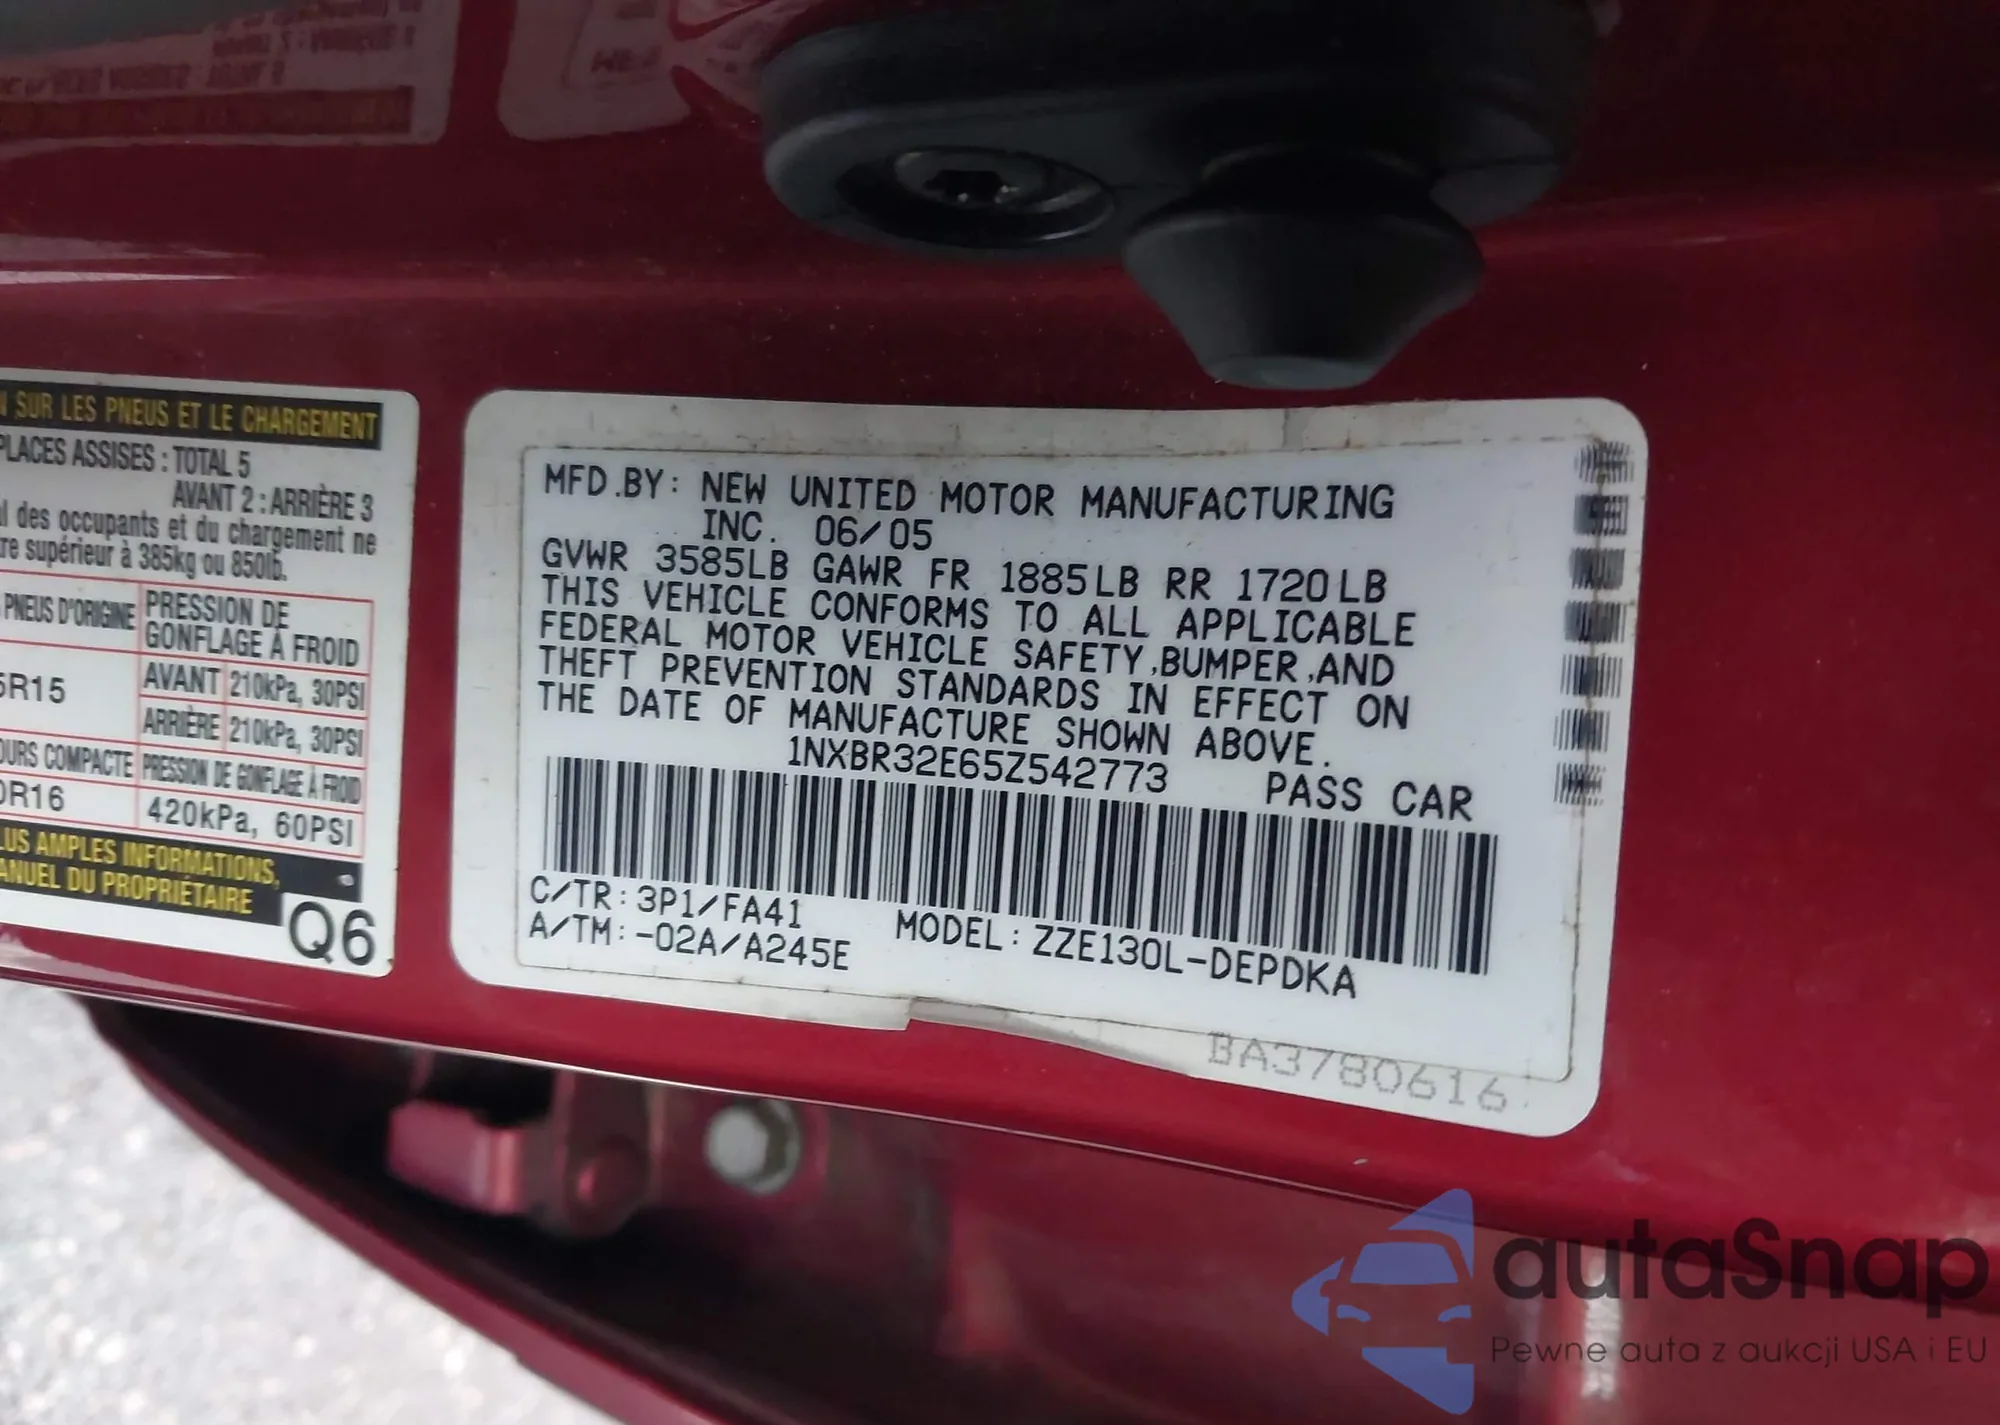 N SUR LES PNEUS ET LE CHARGEMENT
PLACES ASSISES : TOTAL 5
AVANT 2 : ARRIÈRE 3
l des occupants et du chargement ne
re supérieur à 385kg ou 850lb.
PNEUS D'ORIGINE
PRESSION DE
GONFLAGE À FROID
5R15
AVANT 210kPa, 30PSI
ARRIÈRE 210kPa, 30PSI
OURS COMPACTE PRESSION DE GONFLAGE À FROID
0R16 420kPa, 60PSI
LUS AMPLES INFORMATIONS,
ANUEL DU PROPRIÉTAIRE
Q6
MFD.BY: NEW UNITED MOTOR MANUFACTURING
INC. 06/05
GVWR 3585LB GAWR FR 1885LB RR 1720LB
THIS VEHICLE CONFORMS TO ALL APPLICABLE
FEDERAL MOTOR VEHICLE SAFETY,BUMPER,AND
THEFT PREVENTION STANDARDS IN EFFECT ON
THE DATE OF MANUFACTURE SHOWN ABOVE.
1NXBR32E65Z542773 PASS CAR
C/TR:3P1/FA41
A/TM:-02A/A245E MODEL:ZZE130L-DEPDKA
BA3780616
autaSnap
Pewne auta z aukcji USA i EU